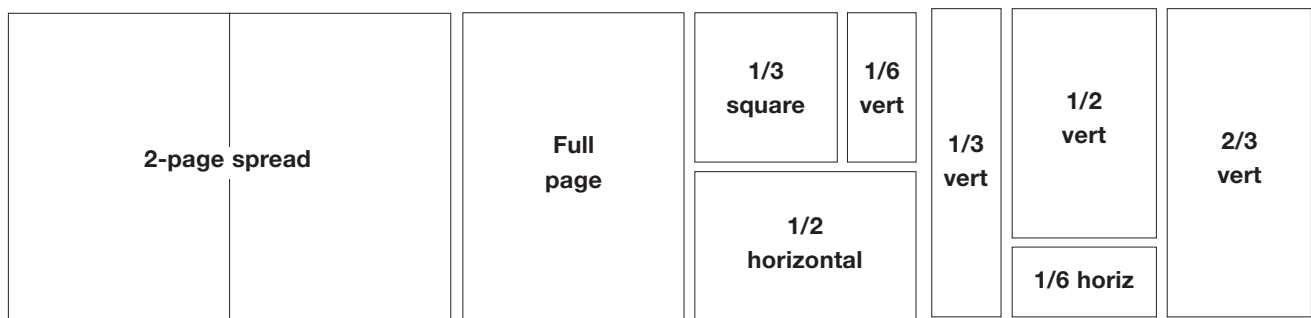 2-page spread
Full
page
1/3
square
1/6
vert
1/2
horizontal
1/3
vert
1/2
vert
1/6 horiz
2/3
vert